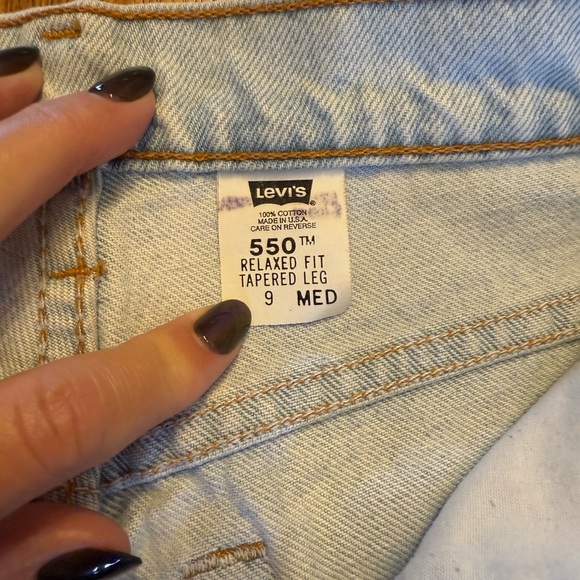 LEVI'S ®
100% COTTON
MADE IN U.S.A.
CARE ON REVERSE
550™
RELAXED FIT
TAPERED LEG
9 MED